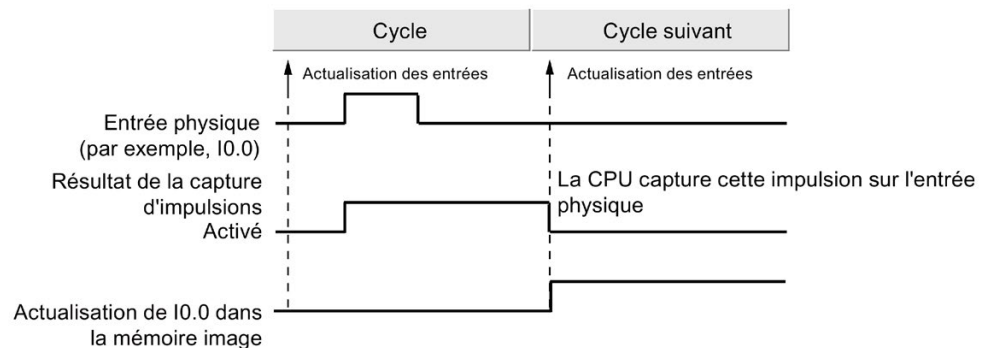 Cycle
Cycle suivant
Actualisation des entrées
Actualisation des entrées
Entrée physique
(par exemple, I0.0)
Résultat de la capture
d'impulsions
Activé
La CPU capture cette impulsion sur l'entrée
physique
Actualisation de I0.0 dans
la mémoire image